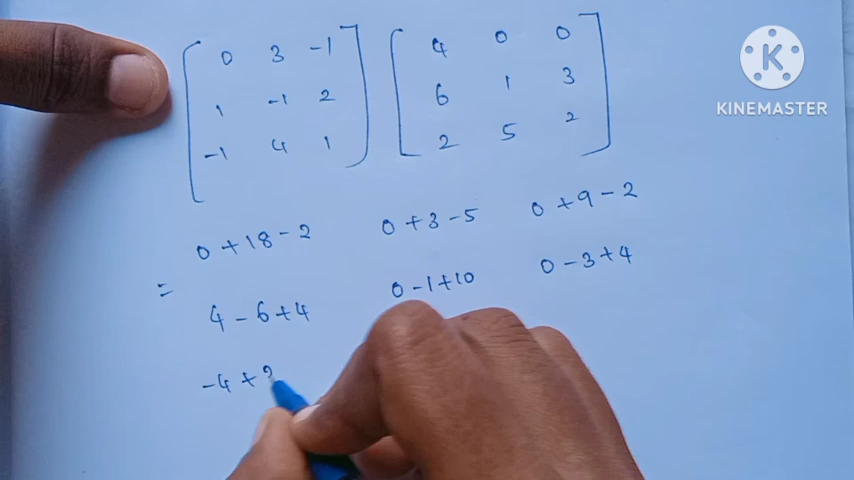 0 3 -1 4 0 0
1 -1 2 6 1 3
-1 4 1 2 5 2
K
KINEMASTER
0 + 18 - 2 0 + 3 - 5 0 + 9 - 2
=
4 - 6 + 4 0 - 1 + 10 0 - 3 + 4
-4 + 2